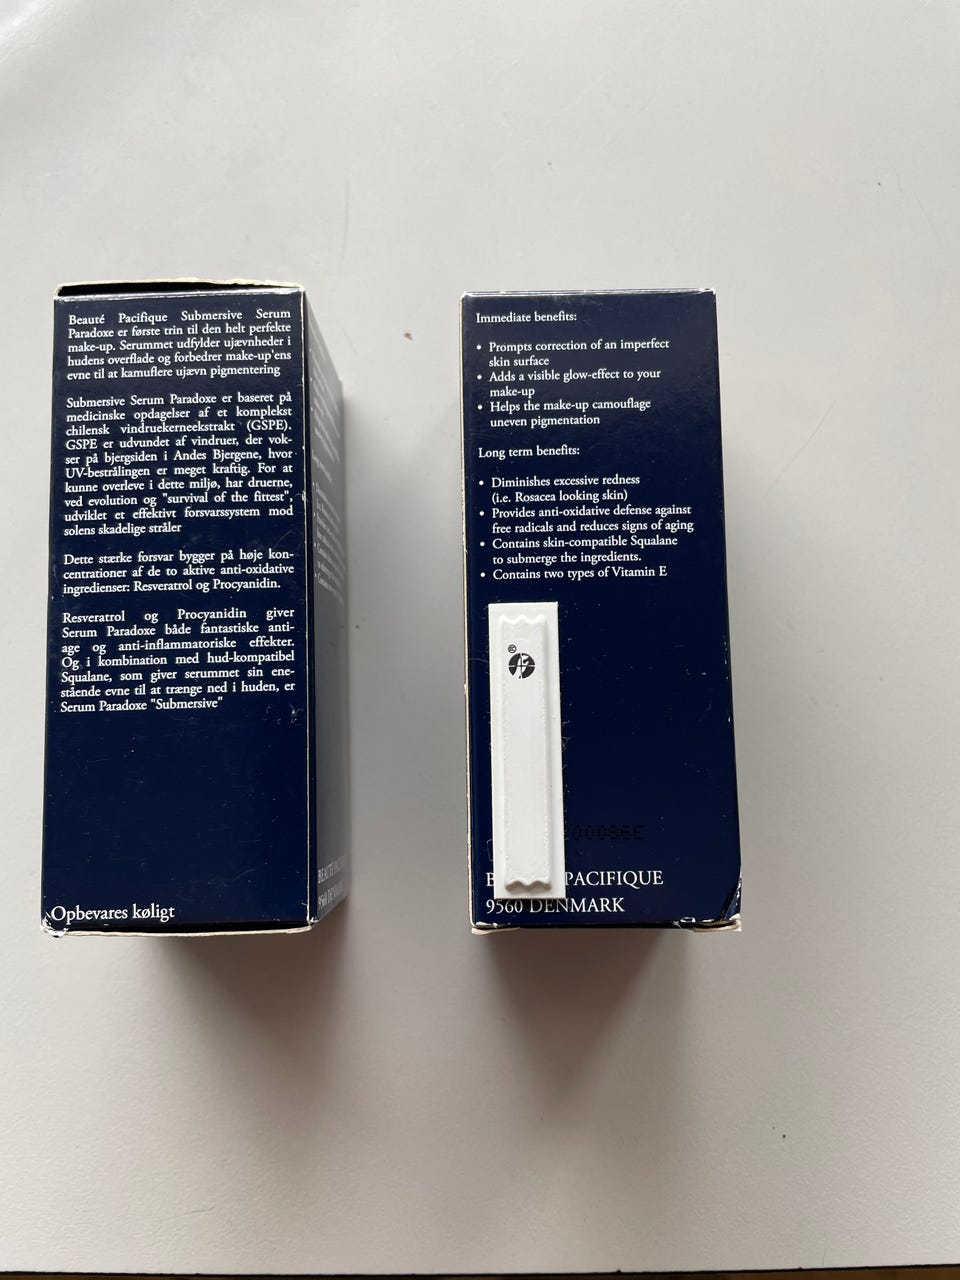 Beauté Pacifique Submersive Serum
Paradoxe er første trin til den helt perfekte
make-up. Serummet udfylder ujævnheder i
hudens overflade og forbedrer make-up'ens
evne til at kamuflere ujævn pigmentering
Submersive Serum Paradoxe er baseret på
medicinske opdagelser af et komplekst
chilensk vindruekerneekstrakt (GSPE).
GSPE er udvundet af vindruer, der vok-
ser på bjergsiden i Andes Bjergene, hvor
UV-bestrålingen er meget kraftig. For at
kunne overleve i dette miljø, har druerne,
ved evolution og "survival of the fittest",
udviklet et effektivt forsvarssystem mod
solens skadelige stråler
Dette stærke forsvar bygger på høje kon-
centrationer af de to aktive anti-oxidative
ingredienser: Resveratrol og Procyanidin.
Resveratrol og Procyanidin giver
Serum Paradoxe både fantastiske anti-
age og anti-inflammatoriske effekter.
Og i kombination med hud-kompatibel
Squalane, som giver serummet sin ene-
stående evne til at trænge ned i huden, er
Serum Paradoxe "Submersive"
Opbevares køligt
Immediate benefits:
• Prompts correction of an imperfect
skin surface
• Adds a visible glow-effect to your
make-up
• Helps the make-up camouflage
uneven pigmentation
Long term benefits:
• Diminishes excessive redness
(i.e. Rosacea looking skin)
• Provides anti-oxidative defense against
free radicals and reduces signs of aging
• Contains skin-compatible Squalane
to submerge the ingredients.
• Contains two types of Vitamin E
®
PACIFIQUE
9560 DENMARK